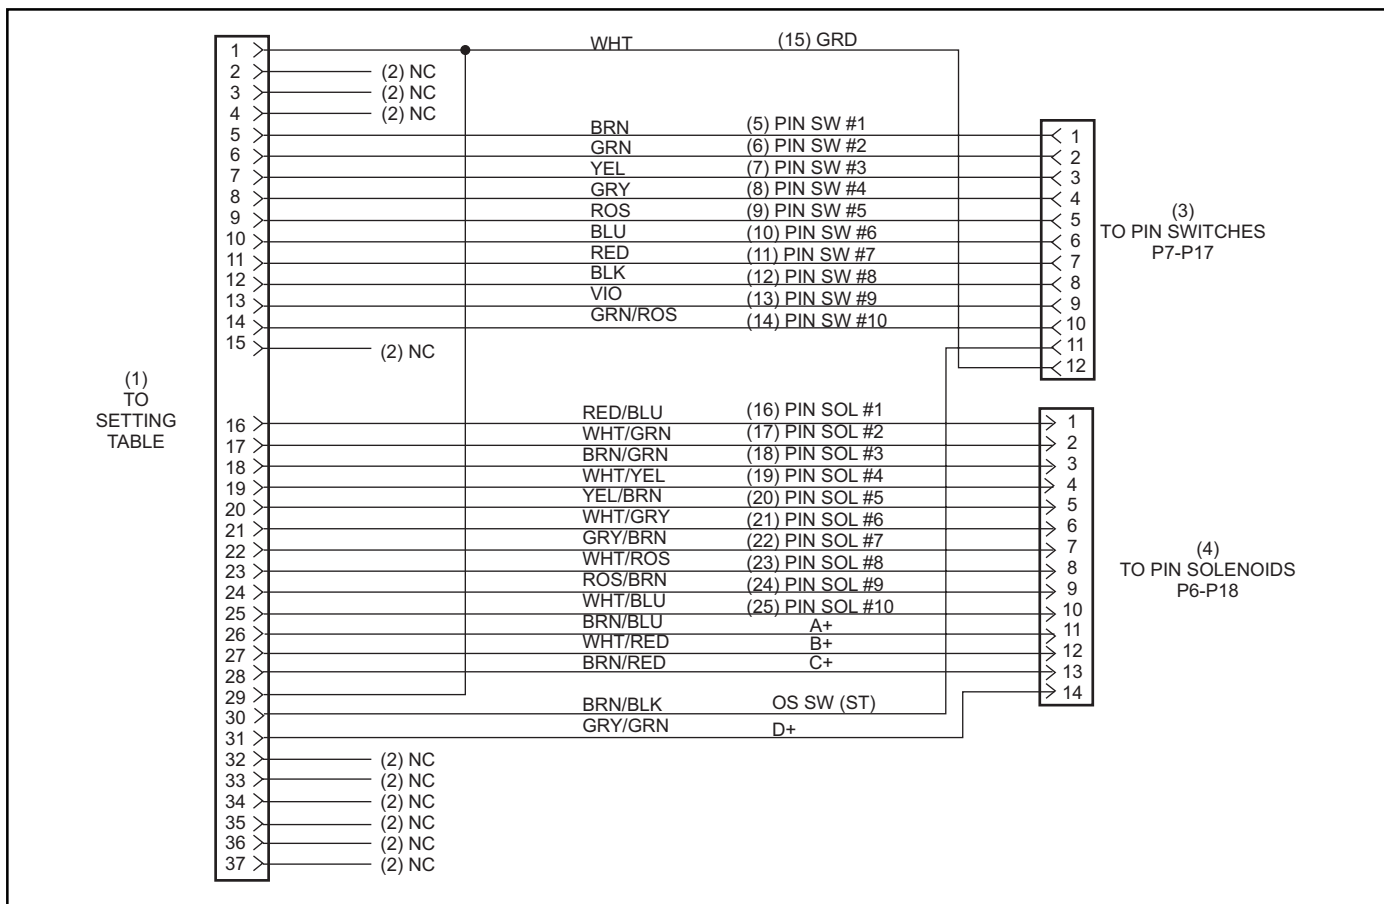 1 WHT (15) GRD
2 (2) NC
3 (2) NC
4 (2) NC
5 BRN (5) PIN SW #1 1
6 GRN (6) PIN SW #2 2
7 YEL (7) PIN SW #3 3
8 GRY (8) PIN SW #4 4
9 ROS (9) PIN SW #5 5
10 BLU (10) PIN SW #6 6
11 RED (11) PIN SW #7 7
12 BLK (12) PIN SW #8 8
13 VIO (13) PIN SW #9 9
14 GRN/ROS (14) PIN SW #10 10
15 (2) NC 11
12
(3)
TO PIN SWITCHES
P7-P17
(1)
TO
SETTING
TABLE
16 RED/BLU (16) PIN SOL #1 1
17 WHT/GRN (17) PIN SOL #2 2
18 BRN/GRN (18) PIN SOL #3 3
19 WHT/YEL (19) PIN SOL #4 4
20 YEL/BRN (20) PIN SOL #5 5
21 WHT/GRY (21) PIN SOL #6 6
22 GRY/BRN (22) PIN SOL #7 7
23 WHT/ROS (23) PIN SOL #8 8
24 ROS/BRN (24) PIN SOL #9 9
25 WHT/BLU (25) PIN SOL #10 10
26 BRN/BLU A+ 11
27 WHT/RED B+ 12
28 BRN/RED C+ 13
29 14
30 BRN/BLK OS SW (ST)
31 GRY/GRN D+
32 (2) NC
33 (2) NC
34 (2) NC
35 (2) NC
36 (2) NC
37 (2) NC
(4)
TO PIN SOLENOIDS
P6-P18